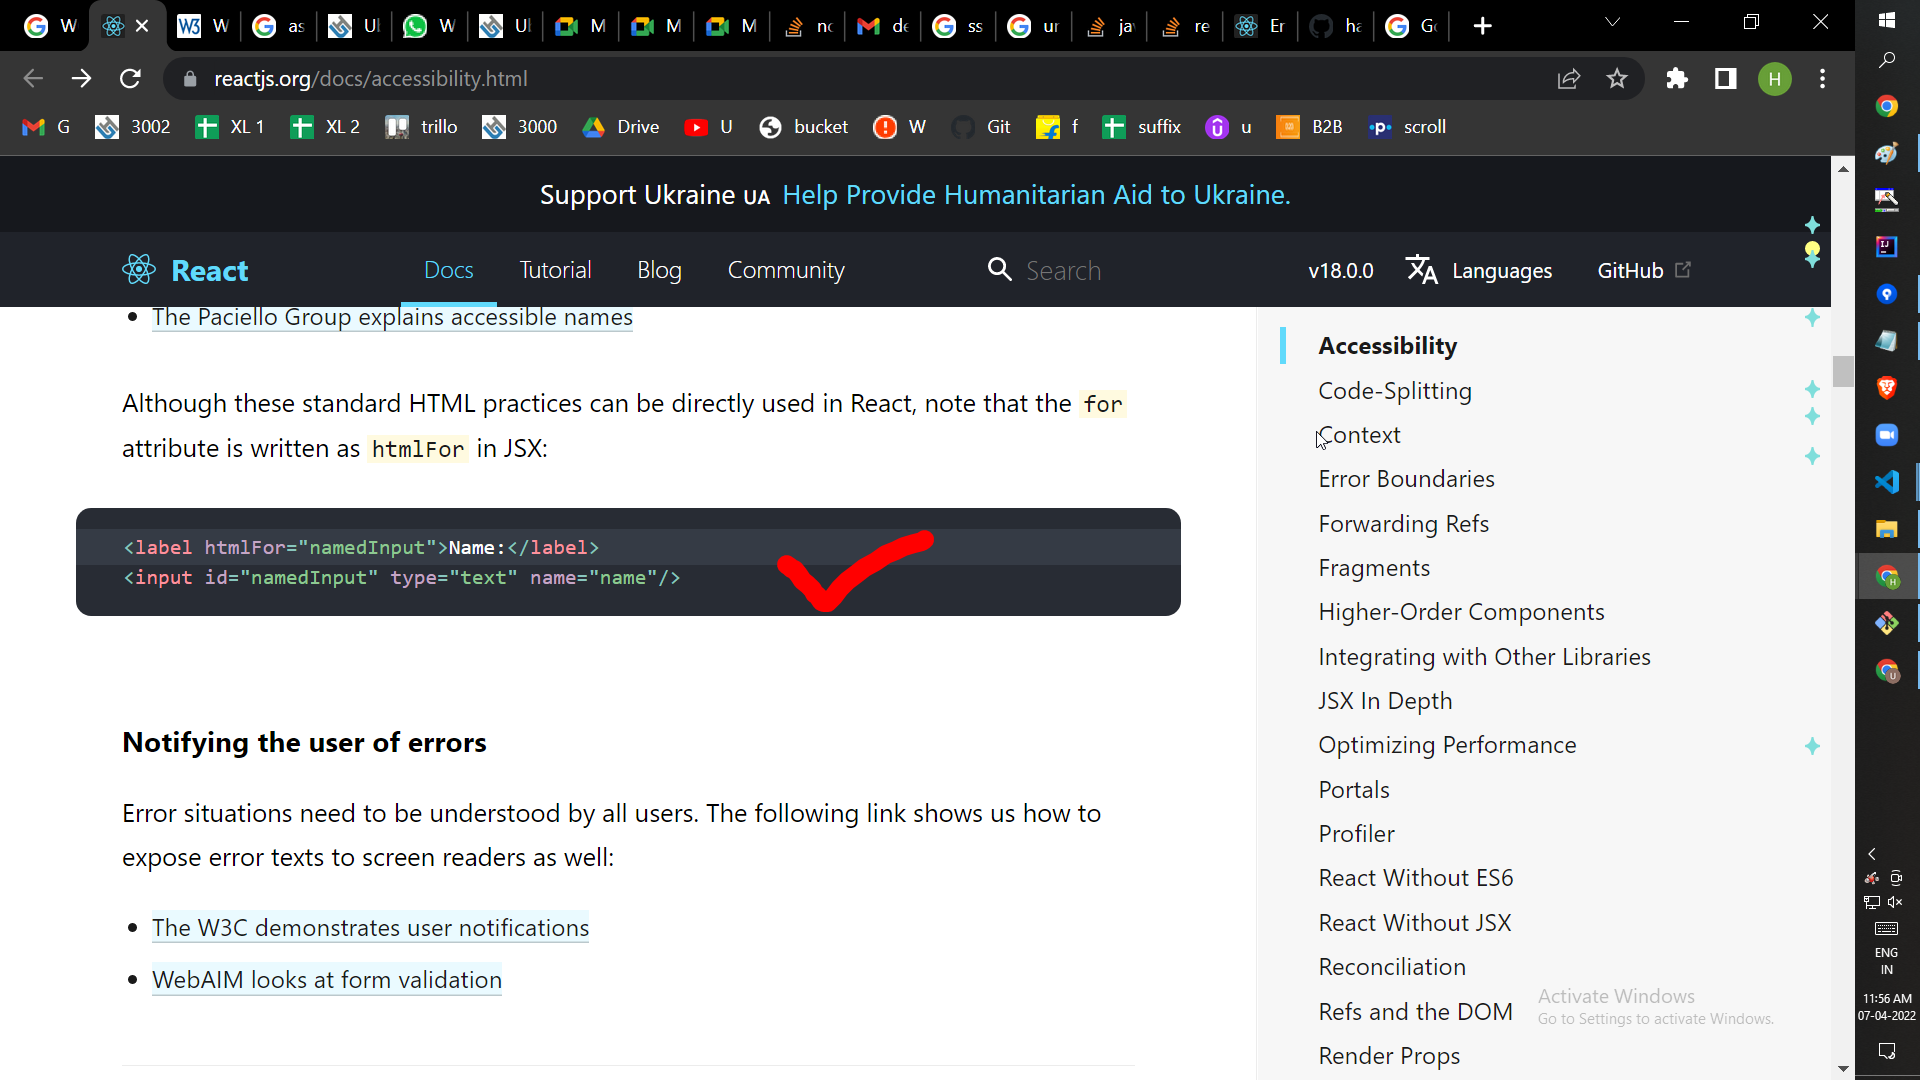 W
W
as
Ul
W
Ul
M
M
M
nc
de
ss
ur
ja
re
Er
ha
Gc
reactjs.org/docs/accessibility.html
H
G
3002
XL 1
XL 2
trillo
3000
Drive
U
bucket
W
Git
f
suffix
u
B2B
scroll
Support Ukraine UA Help Provide Humanitarian Aid to Ukraine.
React
Docs
Tutorial
Blog
Community
Search
v18.0.0
Languages
GitHub
The Paciello Group explains accessible names
Although these standard HTML practices can be directly used in React, note that the for
attribute is written as htmlFor in JSX:
<label htmlFor="namedInput">Name:</label>
<input id="namedInput" type="text" name="name"/>
Notifying the user of errors
Error situations need to be understood by all users. The following link shows us how to
expose error texts to screen readers as well:
The W3C demonstrates user notifications
WebAIM looks at form validation
Accessibility
Code-Splitting
Context
Error Boundaries
Forwarding Refs
Fragments
Higher-Order Components
Integrating with Other Libraries
JSX In Depth
Optimizing Performance
Portals
Profiler
React Without ES6
React Without JSX
Reconciliation
Refs and the DOM
Render Props
Activate Windows
Go to Settings to activate Windows.
ENG
IN
11:56 AM
07-04-2022